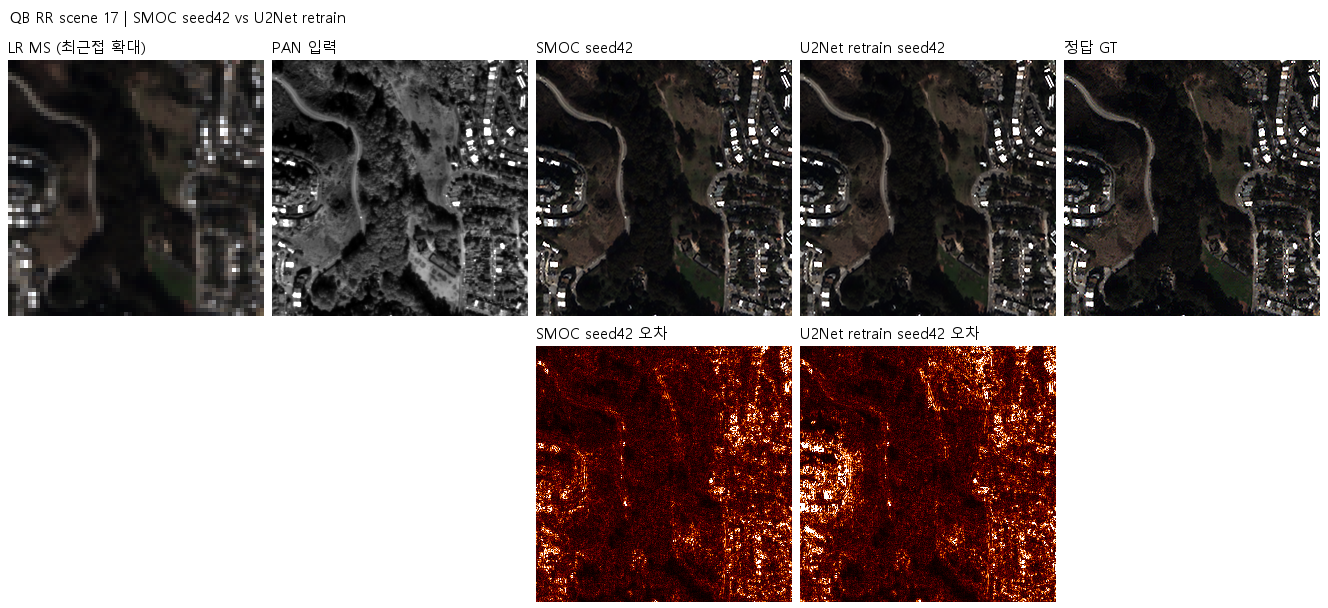 QB RR scene 17 | SMOC seed42 vs U2Net retrain
LR MS (최근접 확대)
PAN 입력
SMOC seed42
U2Net retrain seed42
정답 GT
SMOC seed42 오차
U2Net retrain seed42 오차